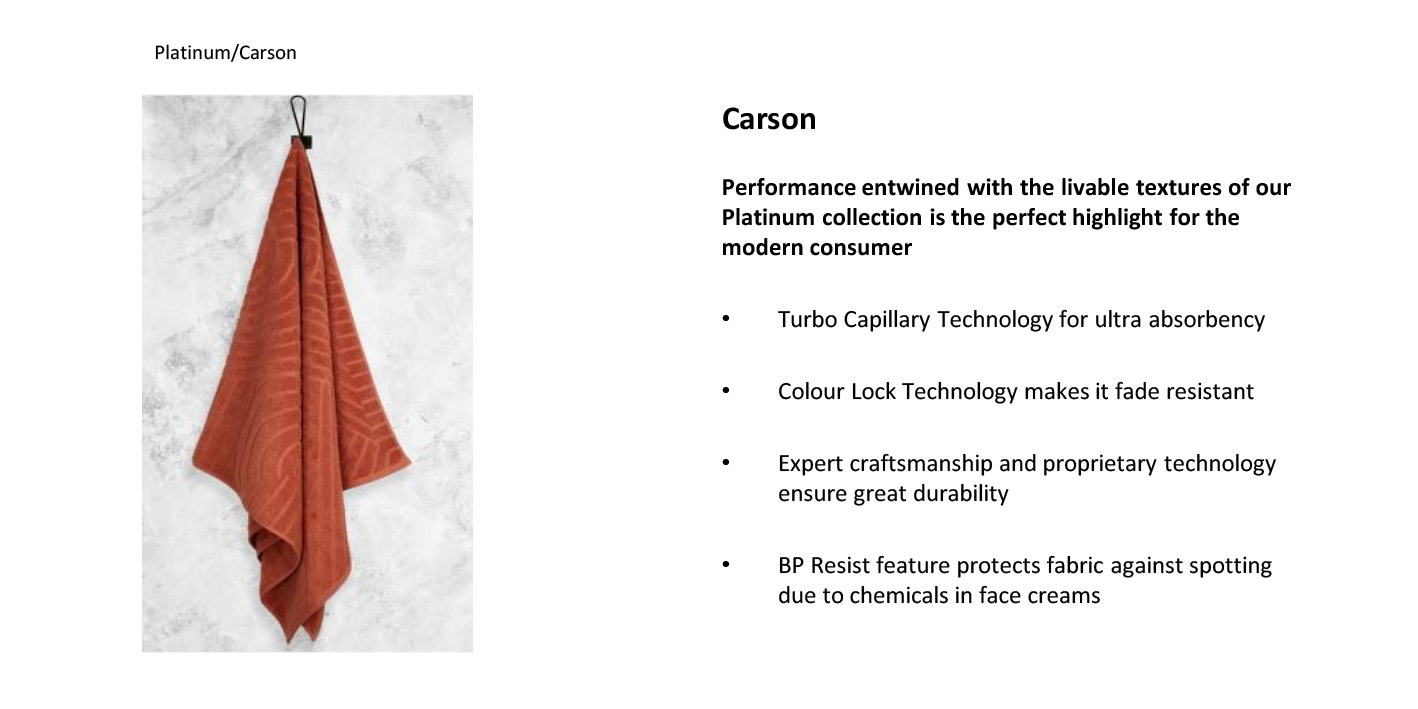 Platinum/Carson
Carson
Performance entwined with the livable textures of our
Platinum collection is the perfect highlight for the
modern consumer
• Turbo Capillary Technology for ultra absorbency
• Colour Lock Technology makes it fade resistant
• Expert craftsmanship and proprietary technology
ensure great durability
• BP Resist feature protects fabric against spotting
due to chemicals in face creams